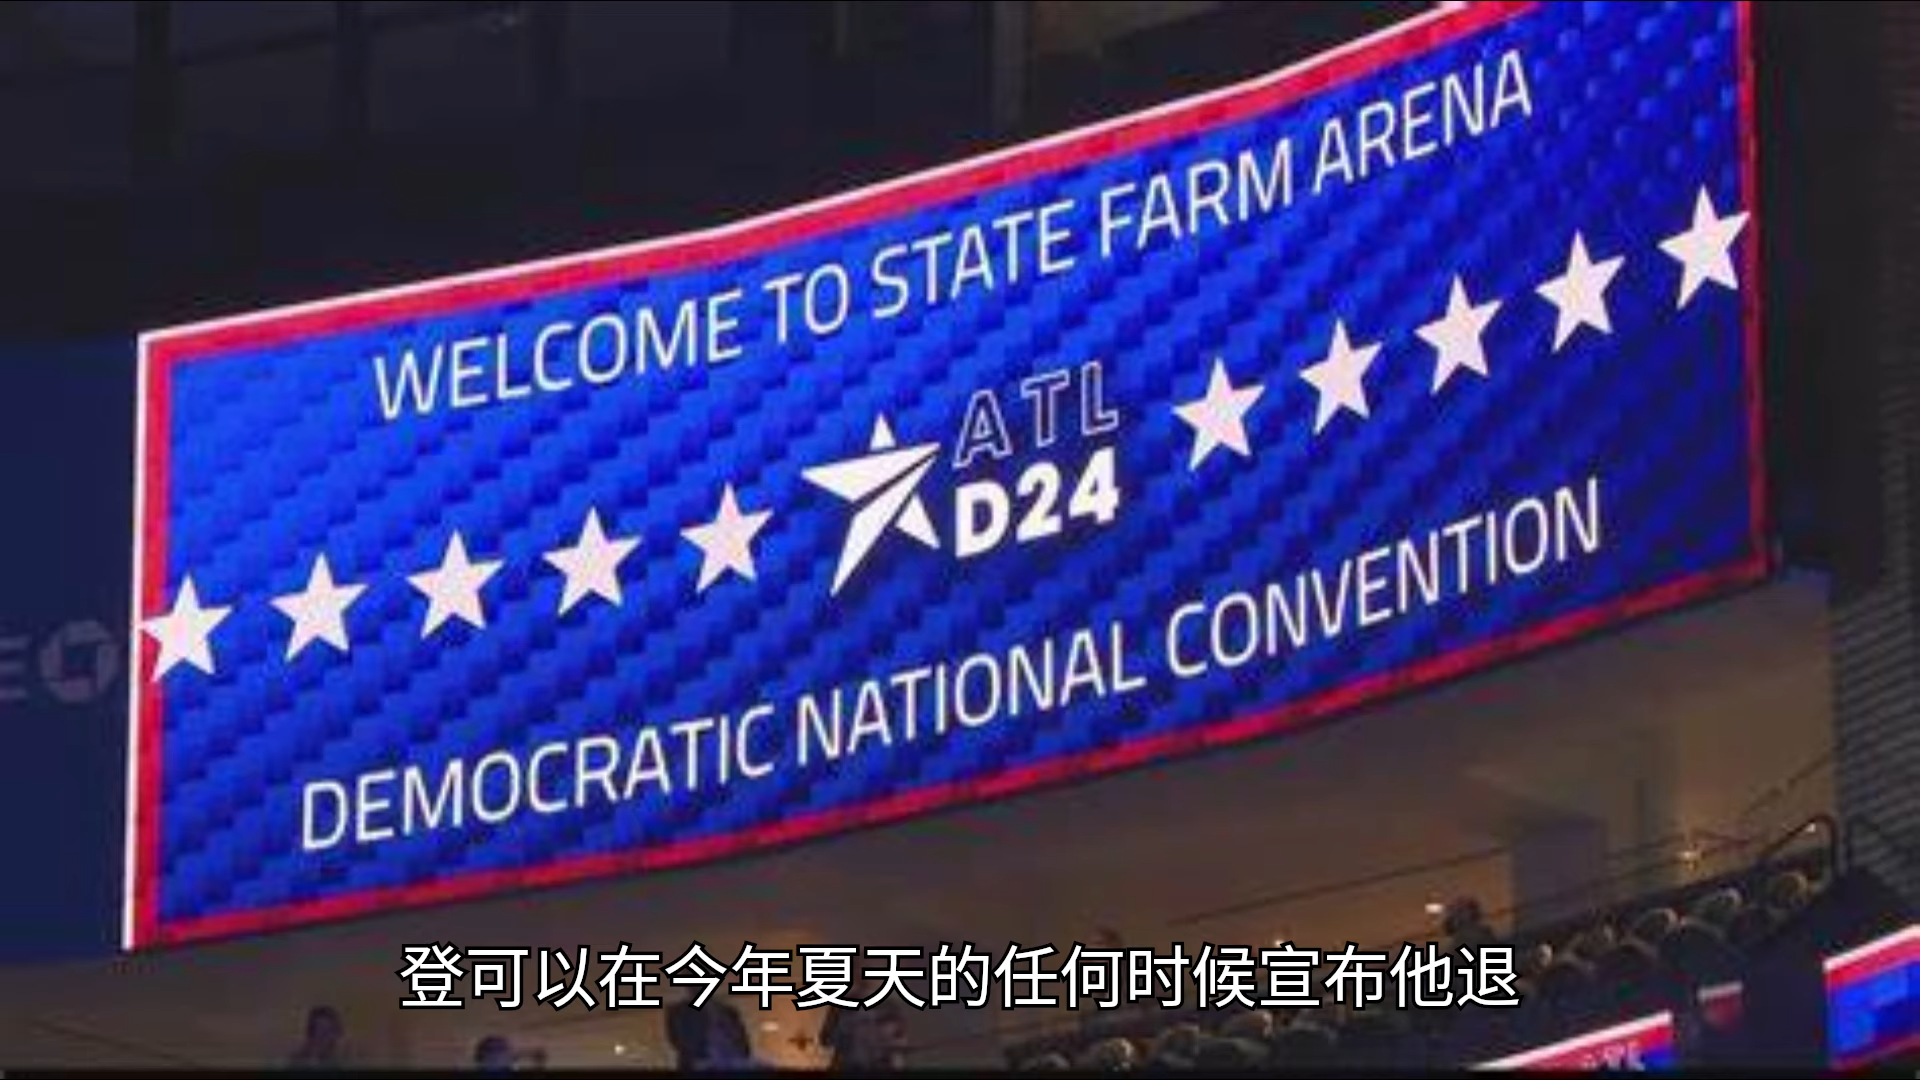 WELCOME TO STATE FARM ARENA
ATL
D24
DEMOCRATIC NATIONAL CONVENTION
登可以在今年夏天的任何时候宣布他退